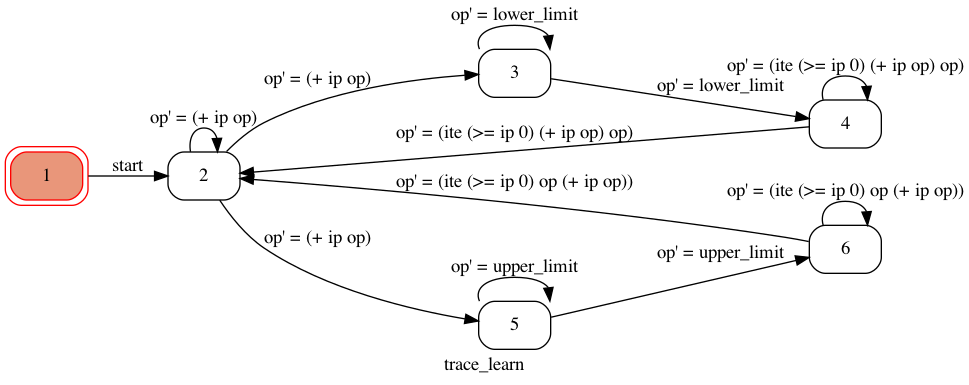 op' = lower_limit
3
op' = (+ ip op)
op' = (ite (>= ip 0) (+ ip op) op)
op' = lower_limit
4
op' = (+ ip op)
op' = (ite (>= ip 0) (+ ip op) op)
1
start
2
op' = (ite (>= ip 0) op (+ ip op))
op' = (ite (>= ip 0) op (+ ip op))
op' = (+ ip op)
op' = upper_limit
6
op' = upper_limit
5
trace_learn